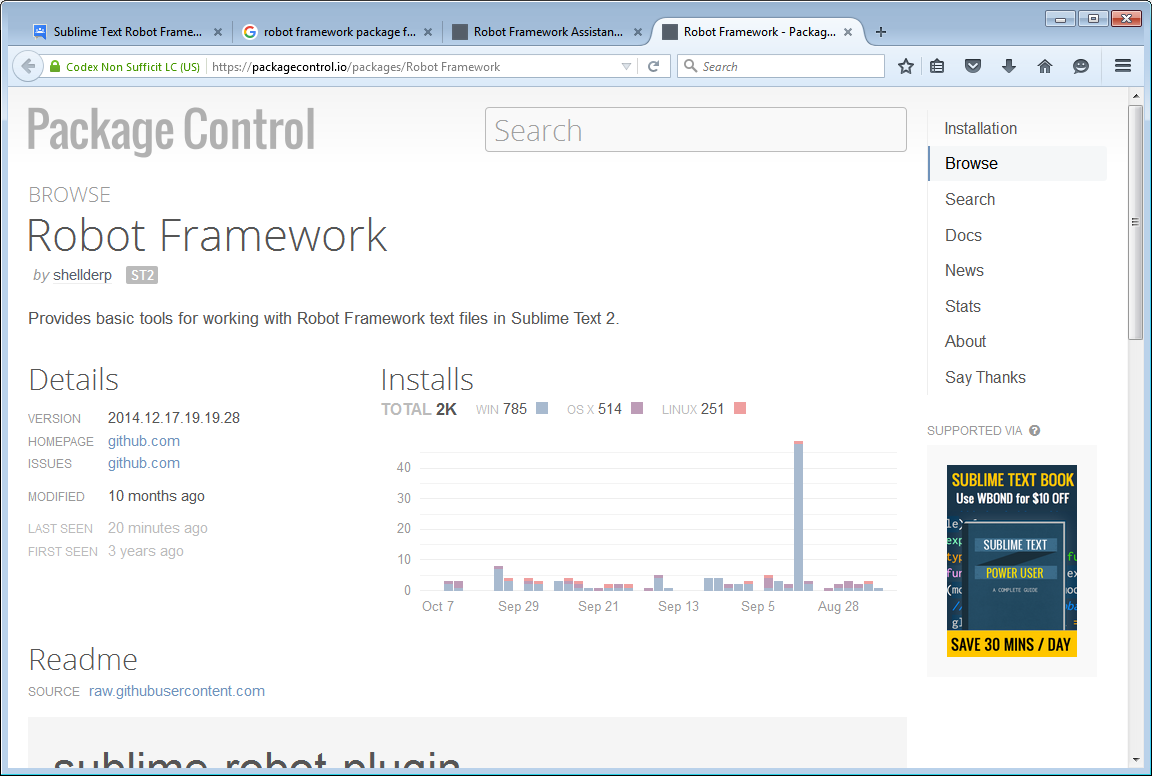 Sublime Text Robot Frame...
robot framework package f...
Robot Framework Assistan...
Robot Framework - Packag...
Codex Non Sufficit LC (US)
https://packagecontrol.io/packages/Robot Framework
Search
Package Control
Search
BROWSE
Robot Framework
by shellderp ST2
Provides basic tools for working with Robot Framework text files in Sublime Text 2.
Details
VERSION 2014.12.17.19.19.28
HOMEPAGE github.com
ISSUES github.com
MODIFIED 10 months ago
LAST SEEN 20 minutes ago
FIRST SEEN 3 years ago
Installs
TOTAL 2K WIN 785 OS X 514 LINUX 251
40
30
20
10
0
Oct 7 Sep 29 Sep 21 Sep 13 Sep 5 Aug 28
Readme
SOURCE raw.githubusercontent.com
sublime-robot-plugin
Installation
Browse
Search
Docs
News
Stats
About
Say Thanks
SUPPORTED VIA ?
SUBLIME TEXT BOOK
Use WBOND for $10 OFF
SUBLIME TEXT
POWER USER
A COMPLETE GUIDE
SAVE 30 MINS / DAY